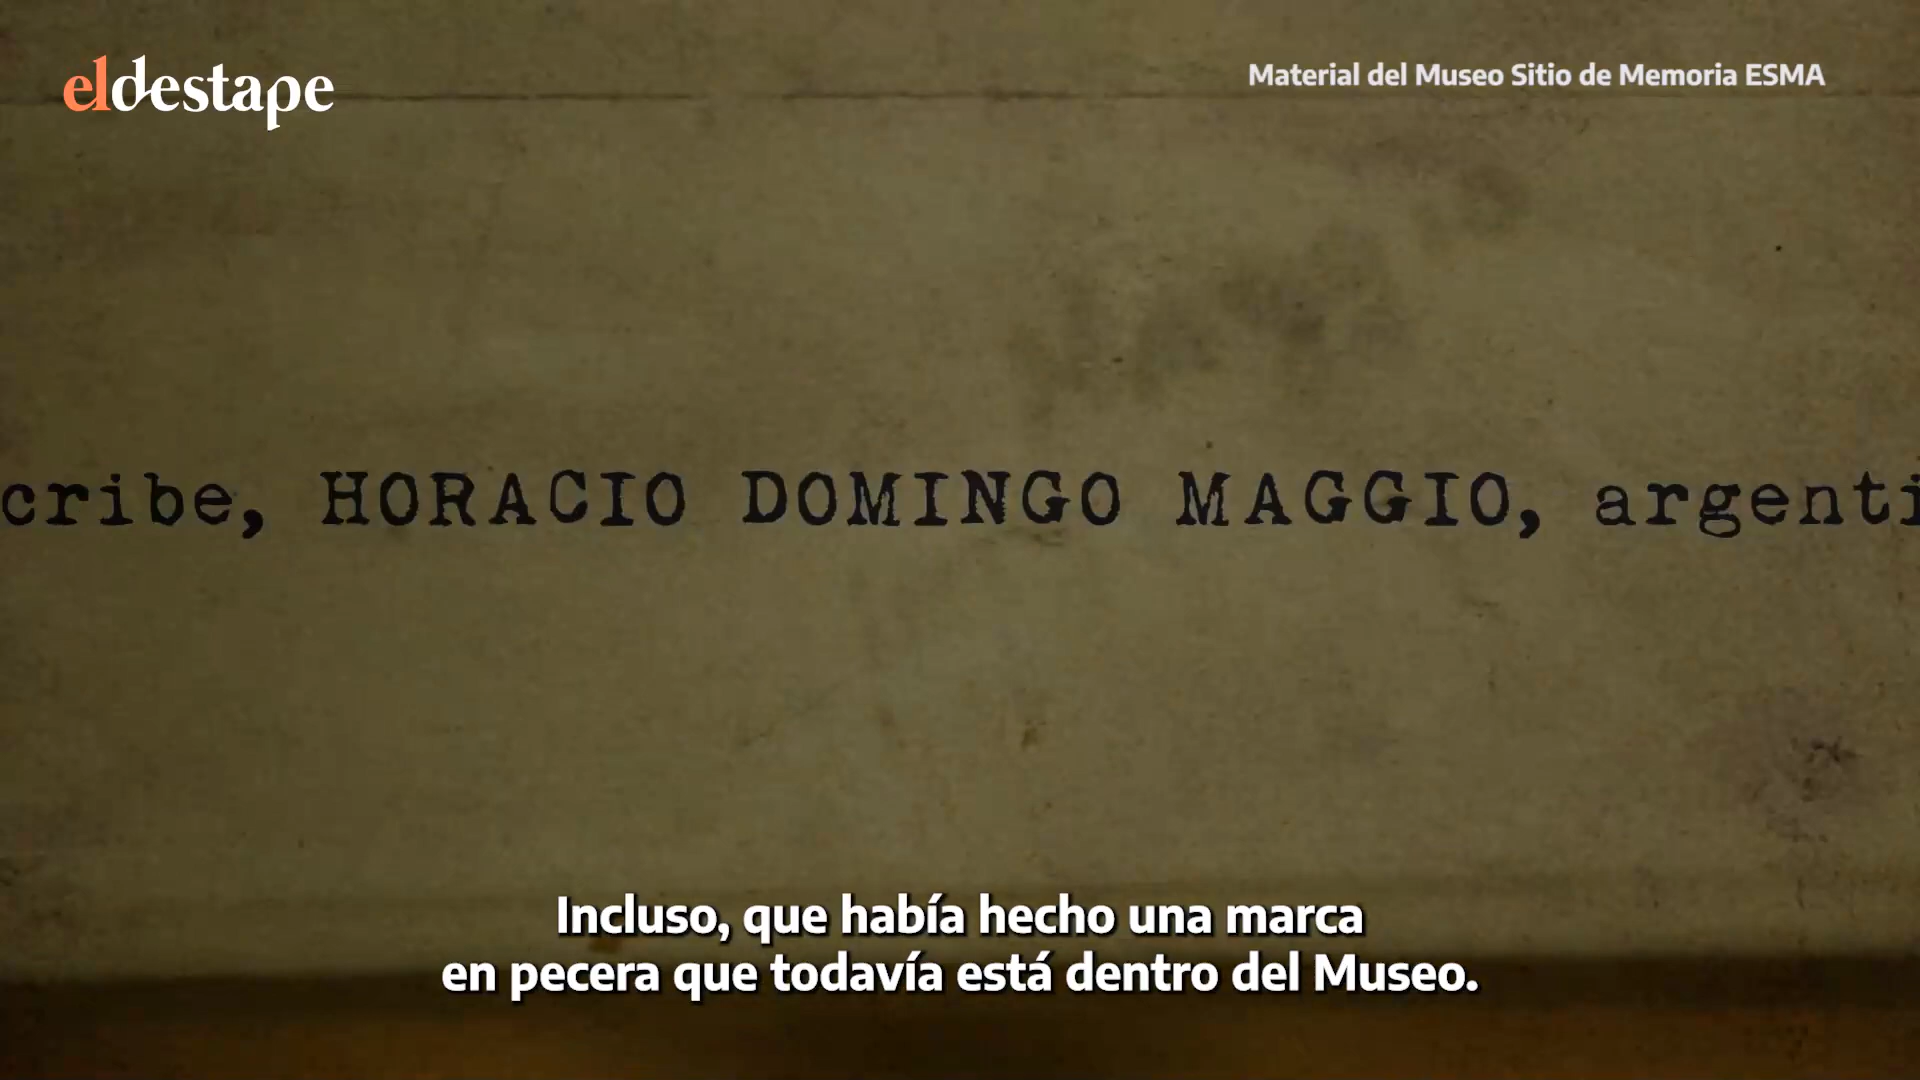 eldestape
Material del Museo Sitio de Memoria ESMA
cribe, HORACIO DOMINGO MAGGIO, argenti
Incluso, que había hecho una marca
en pecera que todavía está dentro del Museo.